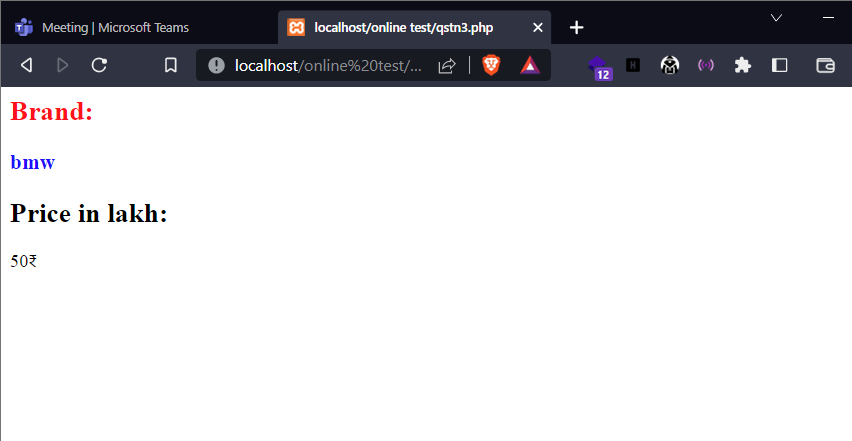 Meeting | Microsoft Teams
localhost/online test/qstn3.php
localhost/online%20test/...
12
H
Brand:
bmw
Price in lakh:
50₹